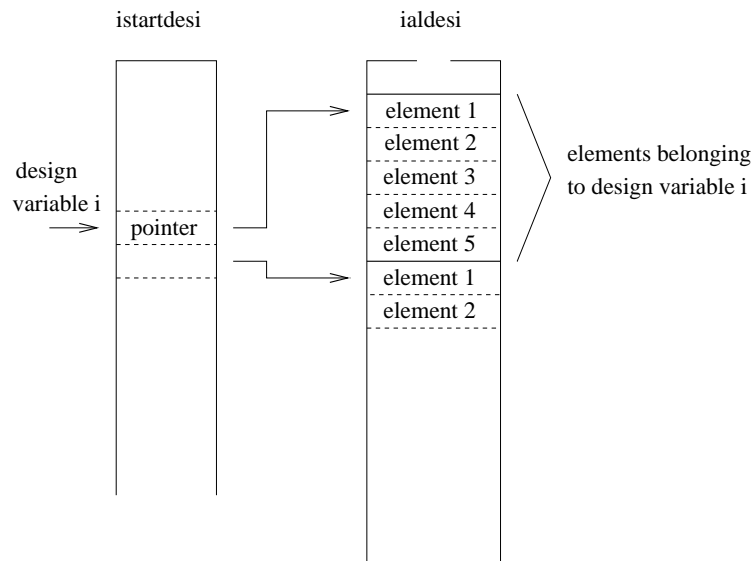 istartdesi
ialdesi
design
variable i
pointer
element 1
element 2
element 3
element 4
element 5
element 1
element 2
elements belonging
to design variable i